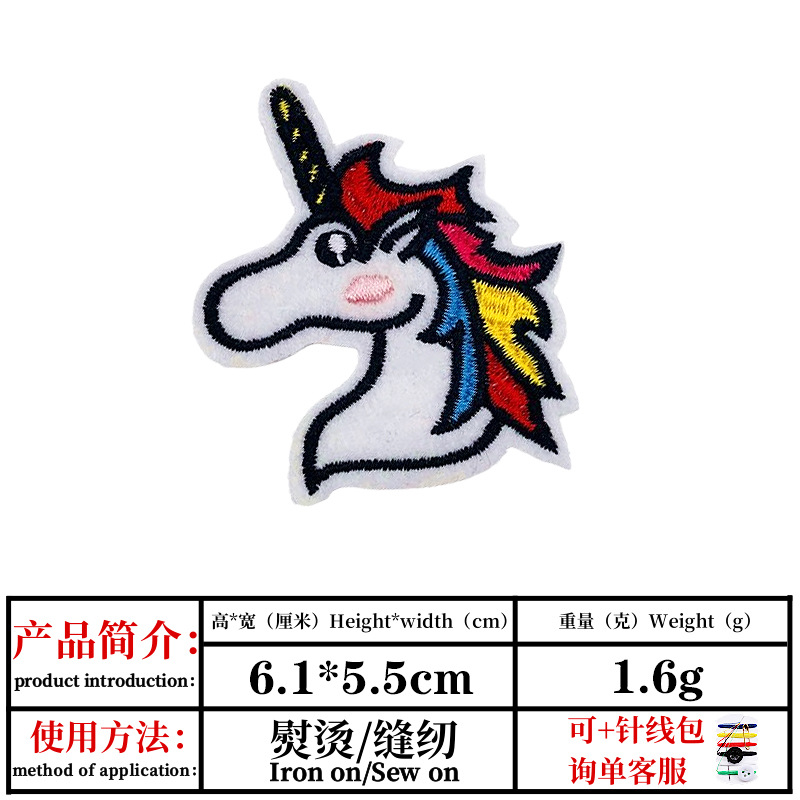 产品简介：
product introduction：
高*宽（厘米）Height*width（cm）
6.1*5.5cm
重量（克）Weight（g）
1.6g
使用方法：
method of application：
熨烫/缝纫
Iron on/Sew on
可+针线包
询单客服